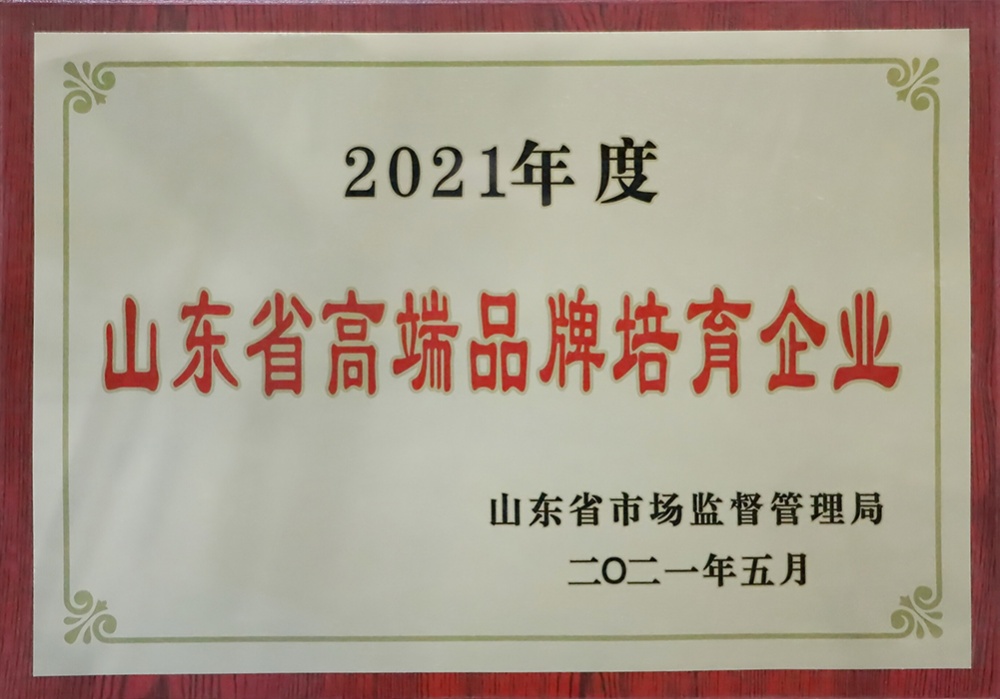 2021年度
山东省高端品牌培育企业
山东省市场监督管理局
二〇二一年五月